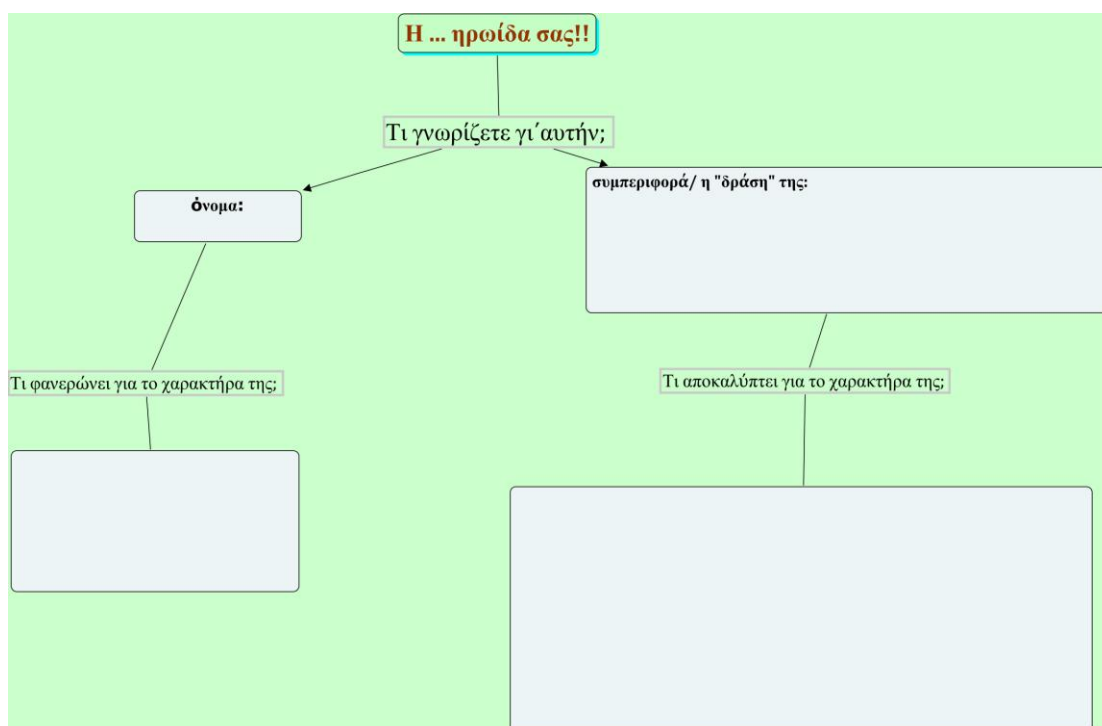 Η ... ηρωίδα σας!!
Τι γνωρίζετε γι΄αυτήν;
όνομα:
συμπεριφορά/ η "δράση" της:
Τι φανερώνει για το χαρακτήρα της;
Τι αποκαλύπτει για το χαρακτήρα της;